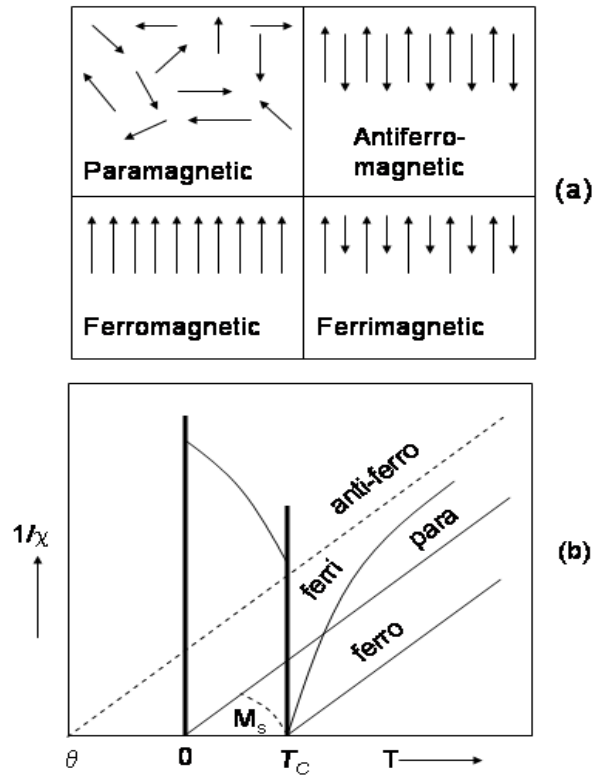 Paramagnetic
Antiferro-
magnetic
(a)
Ferromagnetic
Ferrimagnetic
anti-ferro
ferri
para
1/χ
(b)
ferro
Ms
θ
0
TC
T